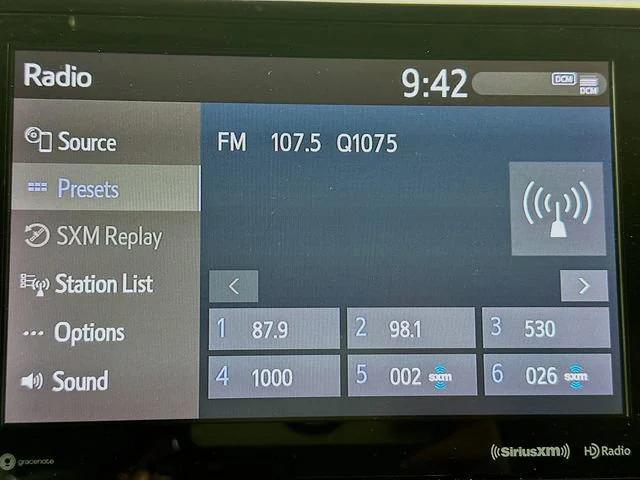 Radio
9:42
DCM
DCM
Source
FM 107.5 Q1075
Presets
SXM Replay
Station List
Options
Sound
<
>
1 87.9
2 98.1
3 530
4 1000
5 002 sxm
6 026 sxm
gracenote
((SiriusXM))
HD Radio